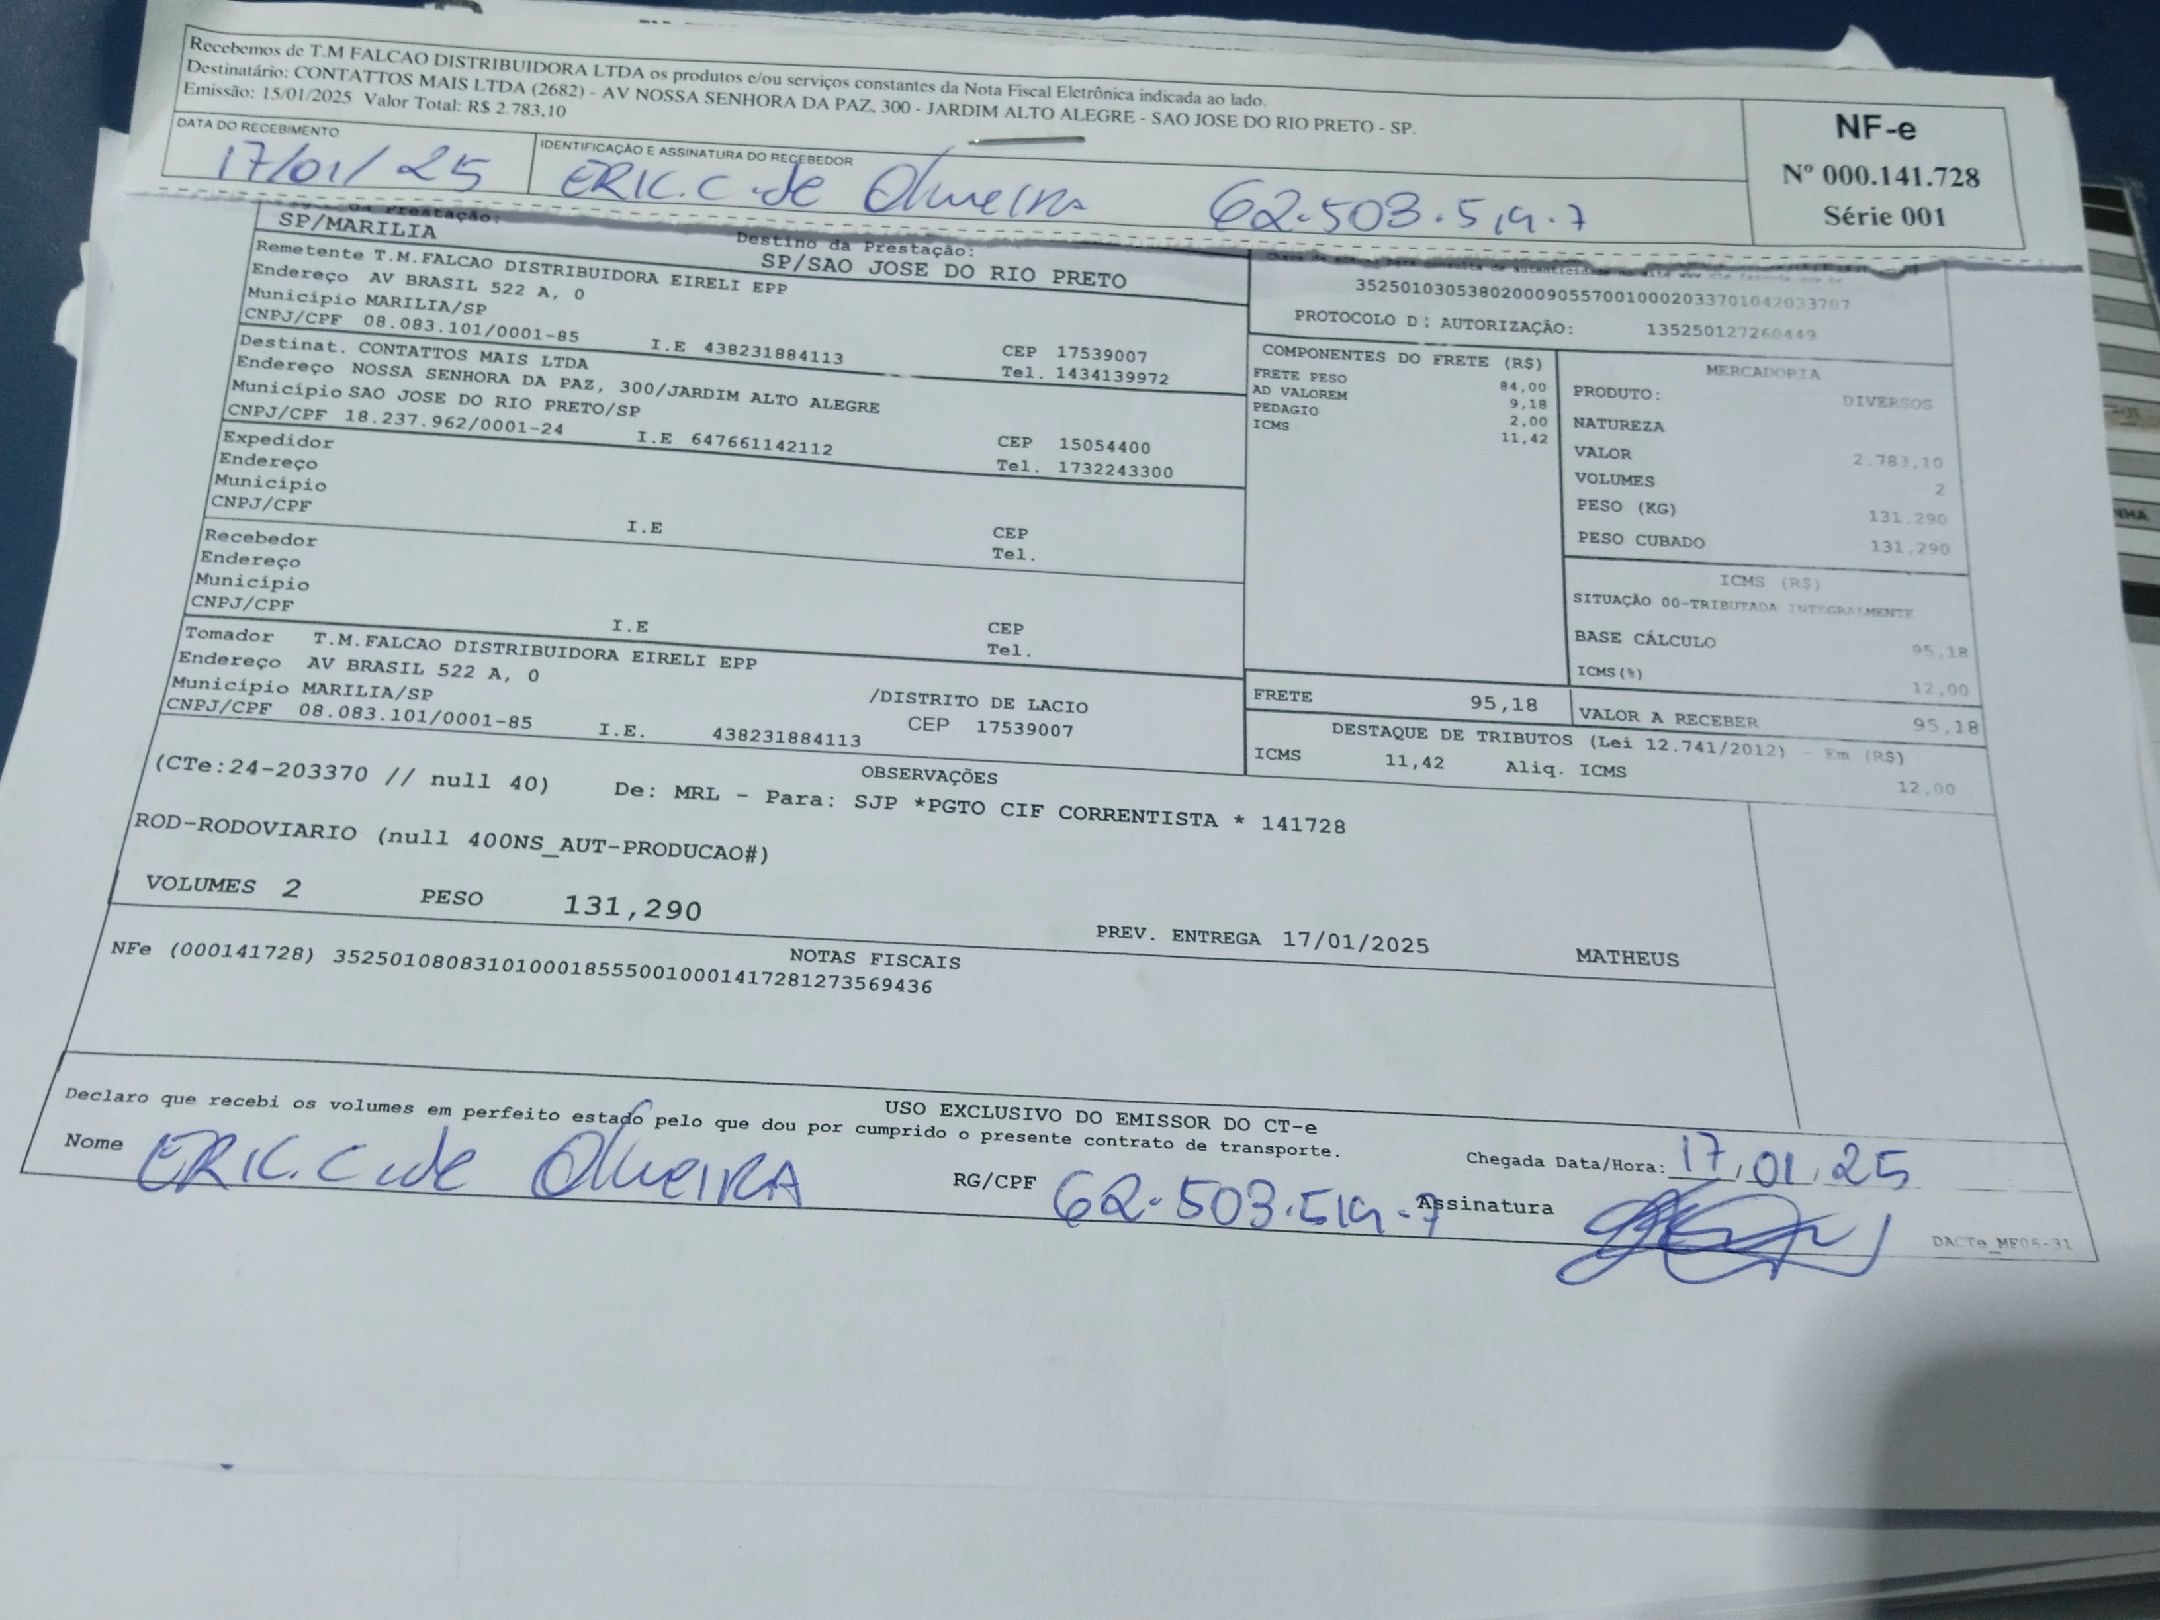 Recebemos de T.M FALCAO DISTRIBUIDORA LTDA os produtos e/ou serviços constantes da Nota Fiscal Eletrônica indicada ao lado.
Destinatário: CONTATTOS MAIS LTDA (2682) - AV NOSSA SENHORA DA PAZ, 300 - JARDIM ALTO ALEGRE - SAO JOSE DO RIO PRETO - SP.
Emissão: 15/01/2025 Valor Total: R$ 2.783,10
DATA DO RECEBIMENTO
17/01/25
IDENTIFICAÇÃO E ASSINATURA DO RECEBEDOR
ERIC.C.de Oliveira 62.503.519.7
NF-e
Nº 000.141.728
Série 001
Prestação:
SP/MARILIA
Destino da Prestação:
SP/SAO JOSE DO RIO PRETO
Remetente T.M.FALCAO DISTRIBUIDORA EIRELI EPP
Endereço AV BRASIL 522 A, 0
Município MARILIA/SP
CNPJ/CPF 08.083.101/0001-85 I.E 438231884113
CEP 17539007
Tel. 1434139972
Destinat. CONTATTOS MAIS LTDA
Endereço NOSSA SENHORA DA PAZ, 300/JARDIM ALTO ALEGRE
Município SAO JOSE DO RIO PRETO/SP
CNPJ/CPF 18.237.962/0001-24 I.E 647661142112
CEP 15054400
Tel. 1732243300
Expedidor
Endereço
Município
CNPJ/CPF I.E
CEP
Tel.
Recebedor
Endereço
Município
CNPJ/CPF I.E
CEP
Tel.
Tomador T.M.FALCAO DISTRIBUIDORA EIRELI EPP
Endereço AV BRASIL 522 A, 0
Município MARILIA/SP /DISTRITO DE LACIO
CNPJ/CPF 08.083.101/0001-85 I.E. 438231884113 CEP 17539007
35250103053802000905570010002033701042033707
PROTOCOLO D: AUTORIZAÇÃO: 135250127260449
COMPONENTES DO FRETE (R$)
FRETE PESO 84,00
AD VALOREM 9,18
PEDAGIO 2,00
ICMS 11,42
MERCADORIA
PRODUTO: DIVERSOS
NATUREZA
VALOR 2.783,10
VOLUMES 2
PESO (KG) 131,290
PESO CUBADO 131,290
ICMS (R$)
SITUAÇÃO 00-TRIBUTADA INTEGRALMENTE
BASE CÁLCULO 95,18
ICMS(%) 12,00
FRETE 95,18
VALOR A RECEBER 95,18
DESTAQUE DE TRIBUTOS (Lei 12.741/2012) - Em (R$)
ICMS 11,42 Aliq. ICMS 12,00
OBSERVAÇÕES
(CTe:24-203370 // null 40) De: MRL - Para: SJP *PGTO CIF CORRENTISTA * 141728
ROD-RODOVIARIO (null 400NS_AUT-PRODUCAO#)
VOLUMES 2 PESO 131,290
PREV. ENTREGA 17/01/2025 MATHEUS
NOTAS FISCAIS
NFe (000141728) 35250108083101000185550010001417281273569436
USO EXCLUSIVO DO EMISSOR DO CT-e
Declaro que recebi os volumes em perfeito estado pelo que dou por cumprido o presente contrato de transporte.
Nome ERIC.C.de OliveiRA
RG/CPF 62.503.519.7
Chegada Data/Hora: 17/01/25
Assinatura
DACTe_MF06-31